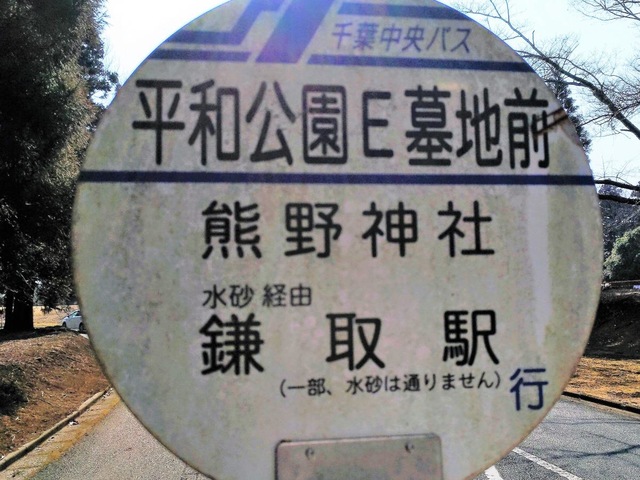 千葉中央バス
平和公園E墓地前
熊野神社
水砂経由
鎌取駅
(一部、水砂は通りません)行